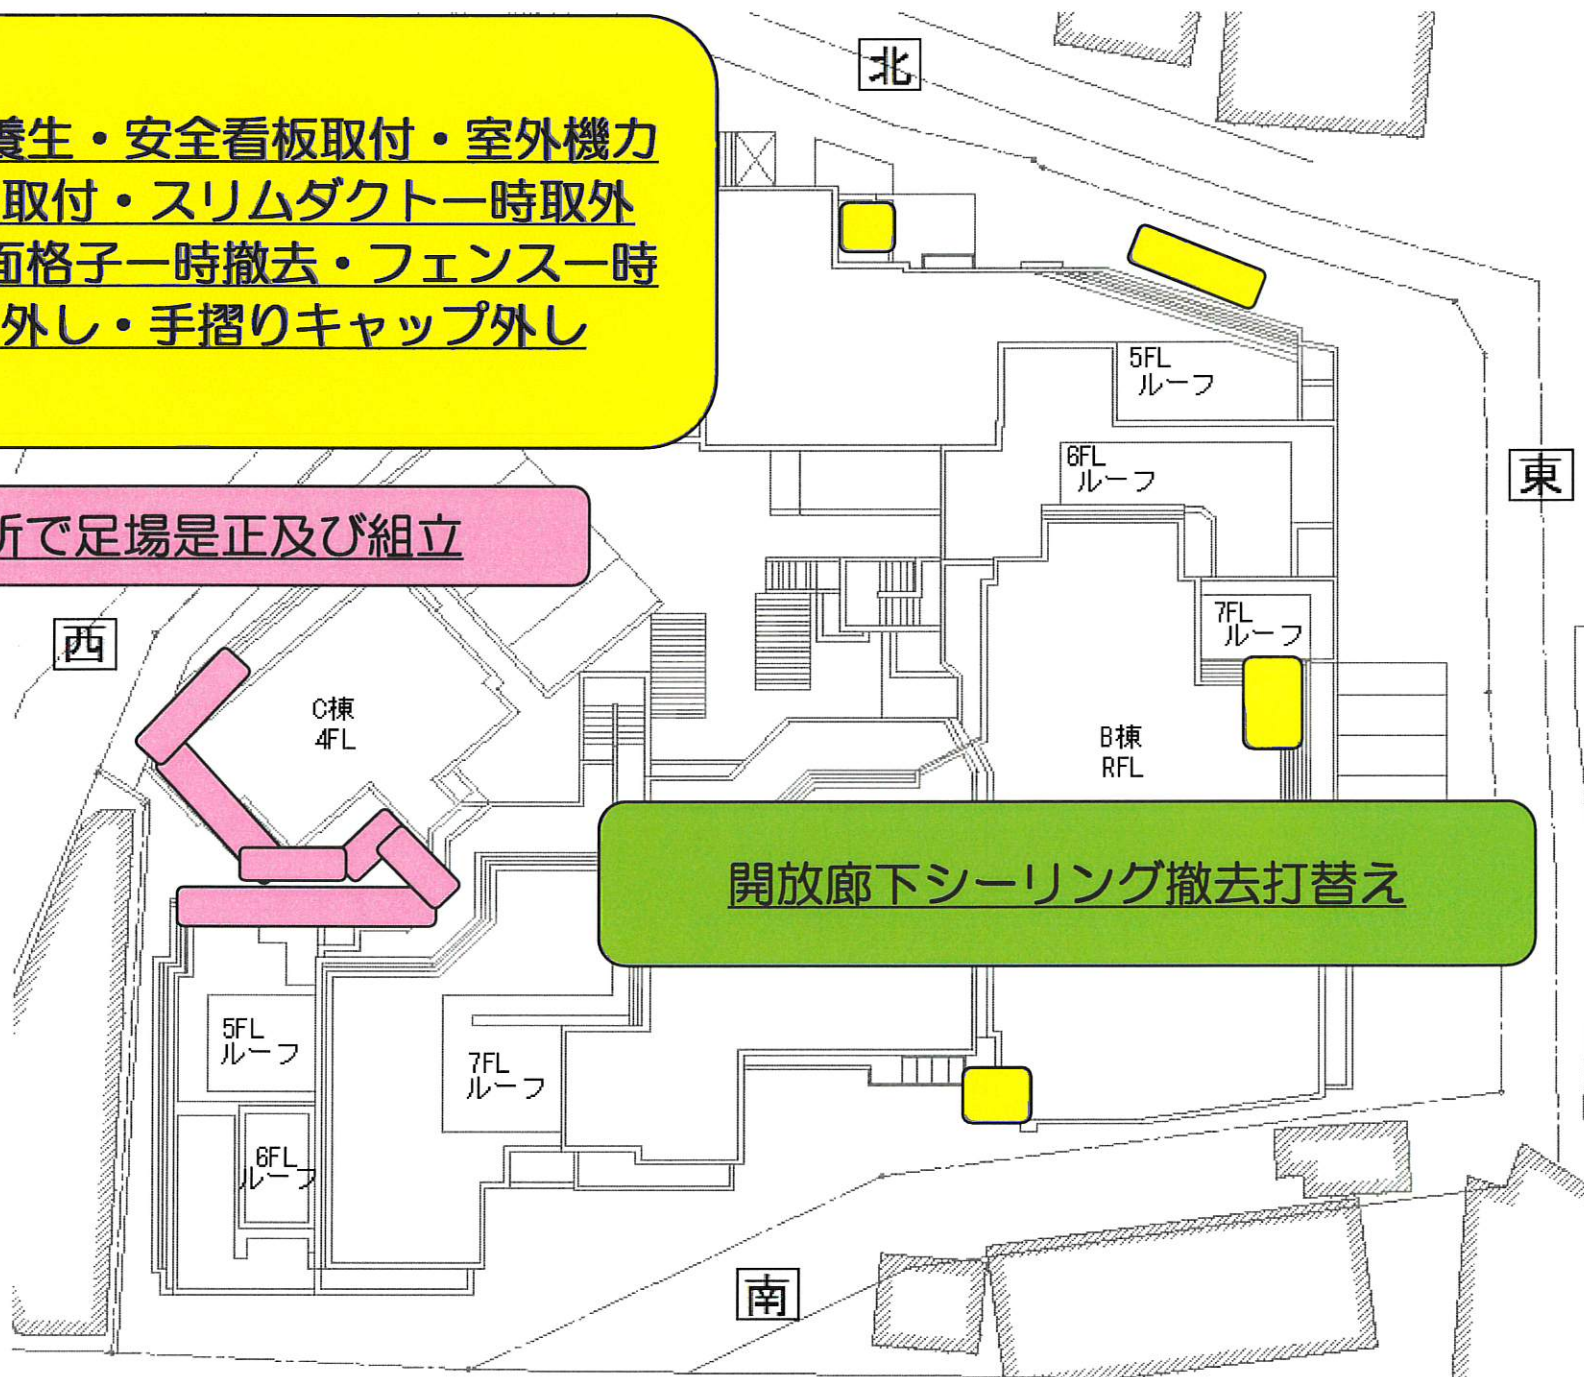 北
養生・安全看板取付・室外機カ
取付・スリムダクト一時取外
面格子一時撤去・フェンス一時
外し・手摺りキャップ外し
5FL
ルーフ
6FL
ルーフ
東
所で足場是正及び組立
7FL
ルーフ
西
C棟
4FL
B棟
RFL
開放廊下シーリング撤去打替え
5FL
ルーフ
7FL
ルーフ
6FL
ルーフ
南